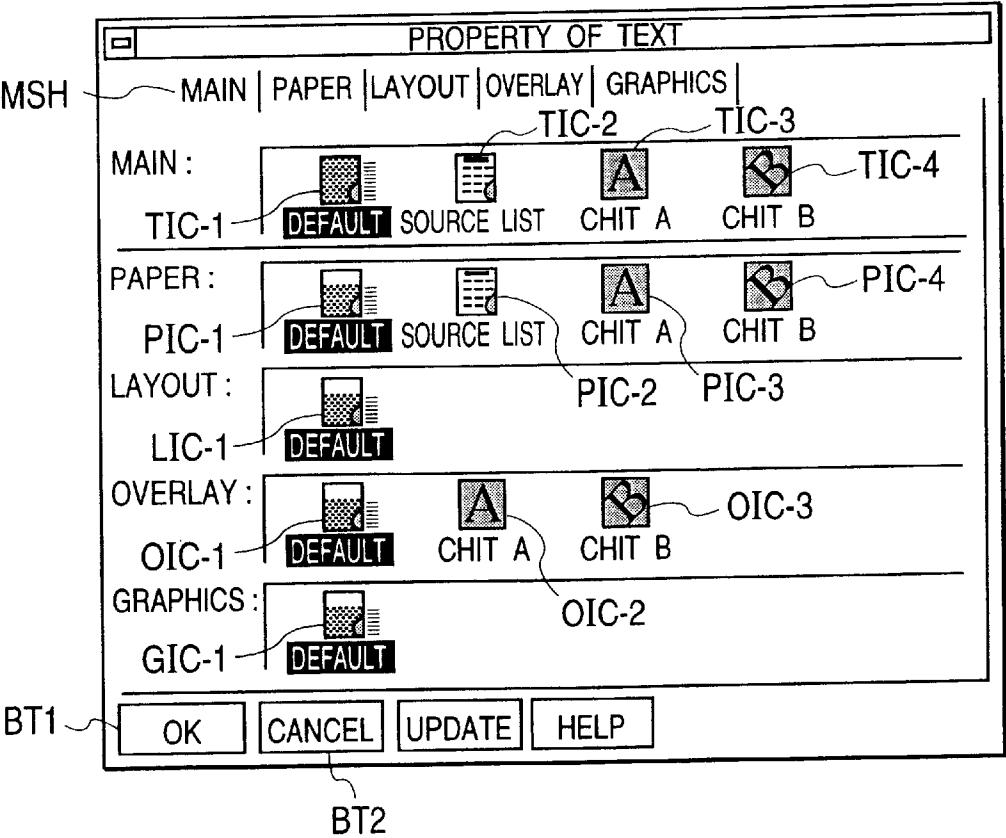 PROPERTY OF TEXT
MSH MAIN PAPER LAYOUT OVERLAY GRAPHICS
TIC-2 TIC-3
MAIN : A B TIC-4
TIC-1 DEFAULT SOURCE LIST CHIT A CHIT B
PAPER : A B PIC-4
PIC-1 DEFAULT SOURCE LIST CHIT A CHIT B
LAYOUT : PIC-2 PIC-3
LIC-1 DEFAULT
OVERLAY : A B OIC-3
OIC-1 DEFAULT CHIT A CHIT B
GRAPHICS : OIC-2
GIC-1 DEFAULT
BT1 OK CANCEL UPDATE HELP
BT2